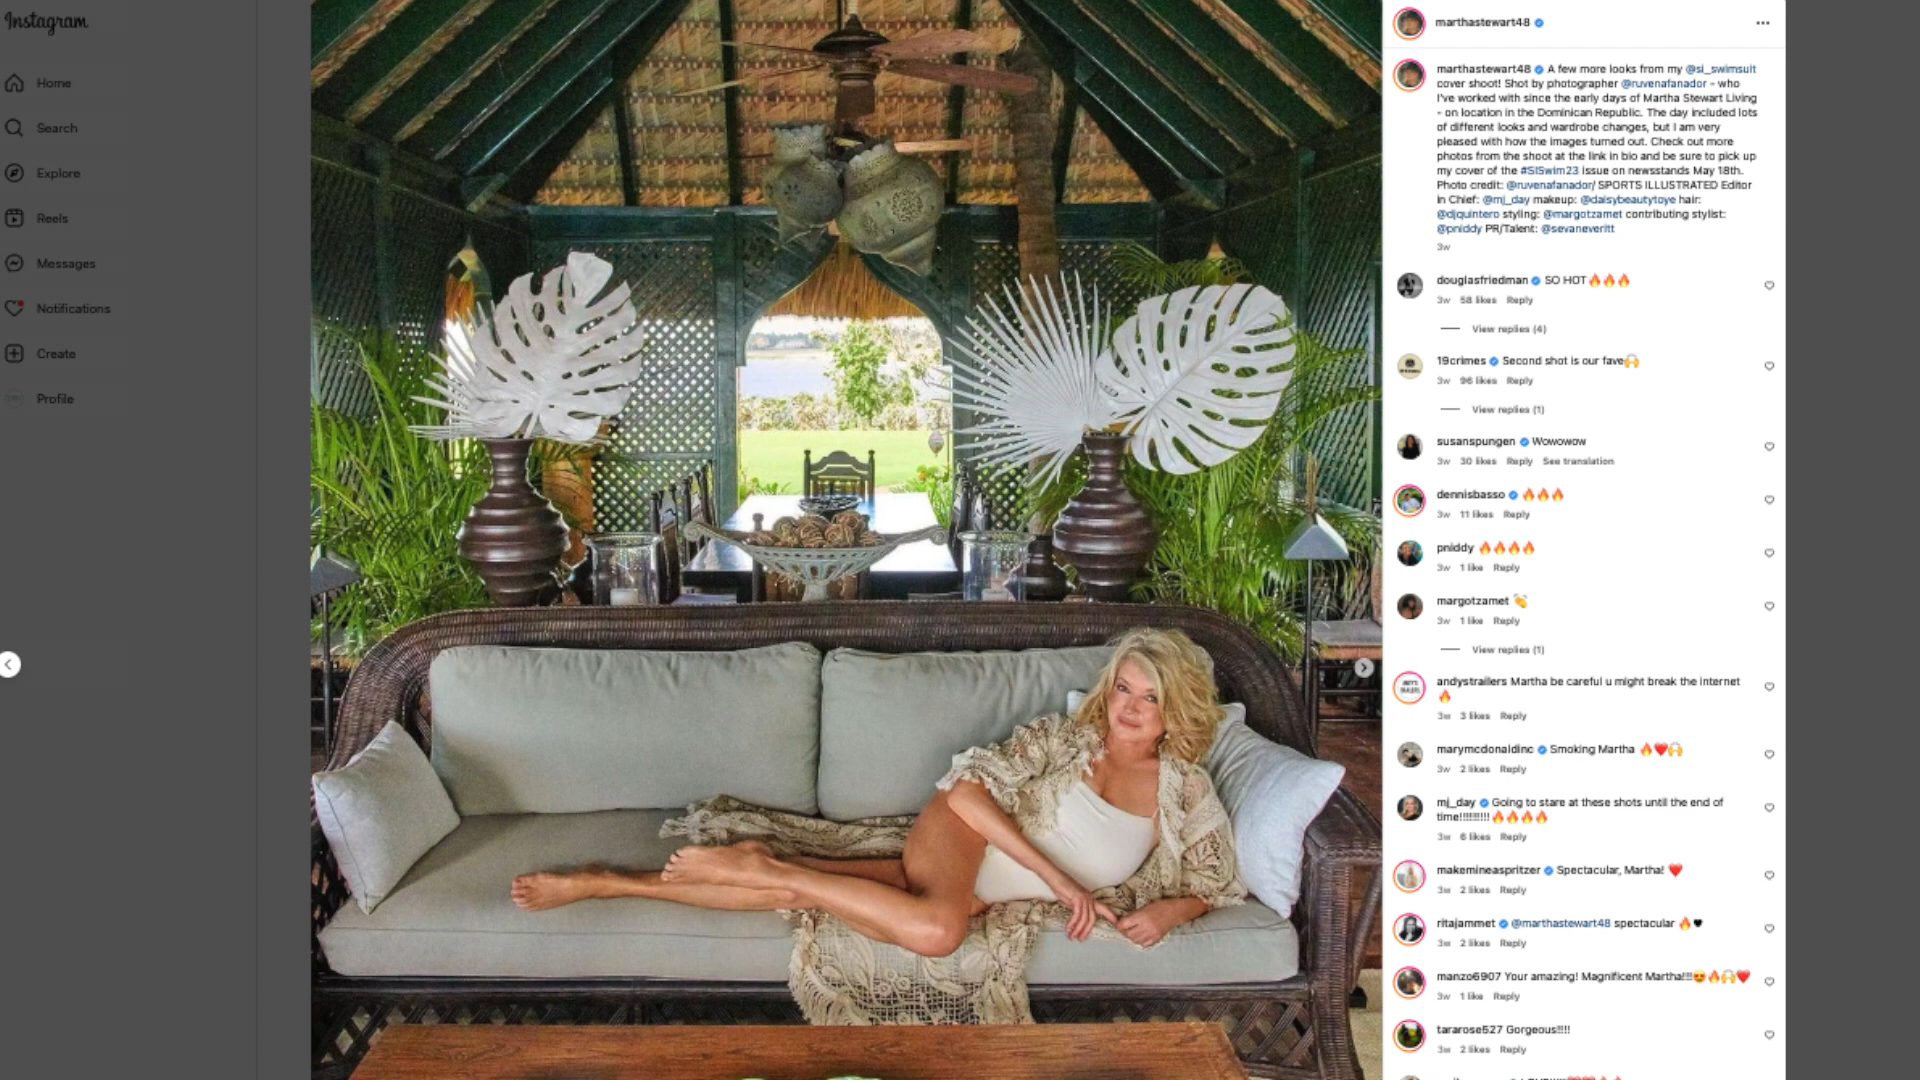 Instagram
Home
Search
Explore
Reels
Messages
Notifications
Create
Profile
marthastewart48
marthastewart48 A few more looks from my @si_swimsuit
cover shoot! Shot by photographer @ruvenafanador - who
I've worked with since the early days of Martha Stewart Living
- on location in the Dominican Republic. The day included lots
of different looks and wardrobe changes, but I am very
pleased with how the images turned out. Check out more
photos from the shoot at the link in bio and be sure to pick up
my cover of the #SISwim23 issue on newsstands May 18th.
Photo credit: @ruvenafanador/ SPORTS ILLUSTRATED Editor
in Chief: @mj_day makeup: @daisybeautytoye hair:
@djquintero styling: @margotzamet contributing stylist:
@pniddy PR/Talent: @sevaneveritt
3w
douglasfriedman SO HOT🔥🔥🔥
3w 58 likes Reply
View replies (4)
19crimes Second shot is our fave🙌
3w 96 likes Reply
View replies (1)
susanspungen Wowowow
3w 30 likes Reply See translation
dennisbasso 🔥🔥🔥
3w 11 likes Reply
pniddy 🔥🔥🔥🔥
3w 1 like Reply
margotzamet 👏
3w 1 like Reply
View replies (1)
andystrailers Martha be careful u might break the internet
🔥
3w 3 likes Reply
marymcdonaldinc Smoking Martha 🔥❤️🙌
3w 2 likes Reply
mj_day Going to stare at these shots until the end of
time!!!!!!!!!! 🔥🔥🔥🔥
3w 6 likes Reply
makemineaspritzer Spectacular, Martha! ❤️
3w 2 likes Reply
ritajammet @marthastewart48 spectacular 🔥🖤
3w 2 likes Reply
manzo6907 Your amazing! Magnificent Martha!!!😍🔥🙌❤️
3w 1 like Reply
tararose527 Gorgeous!!!!
3w 2 likes Reply